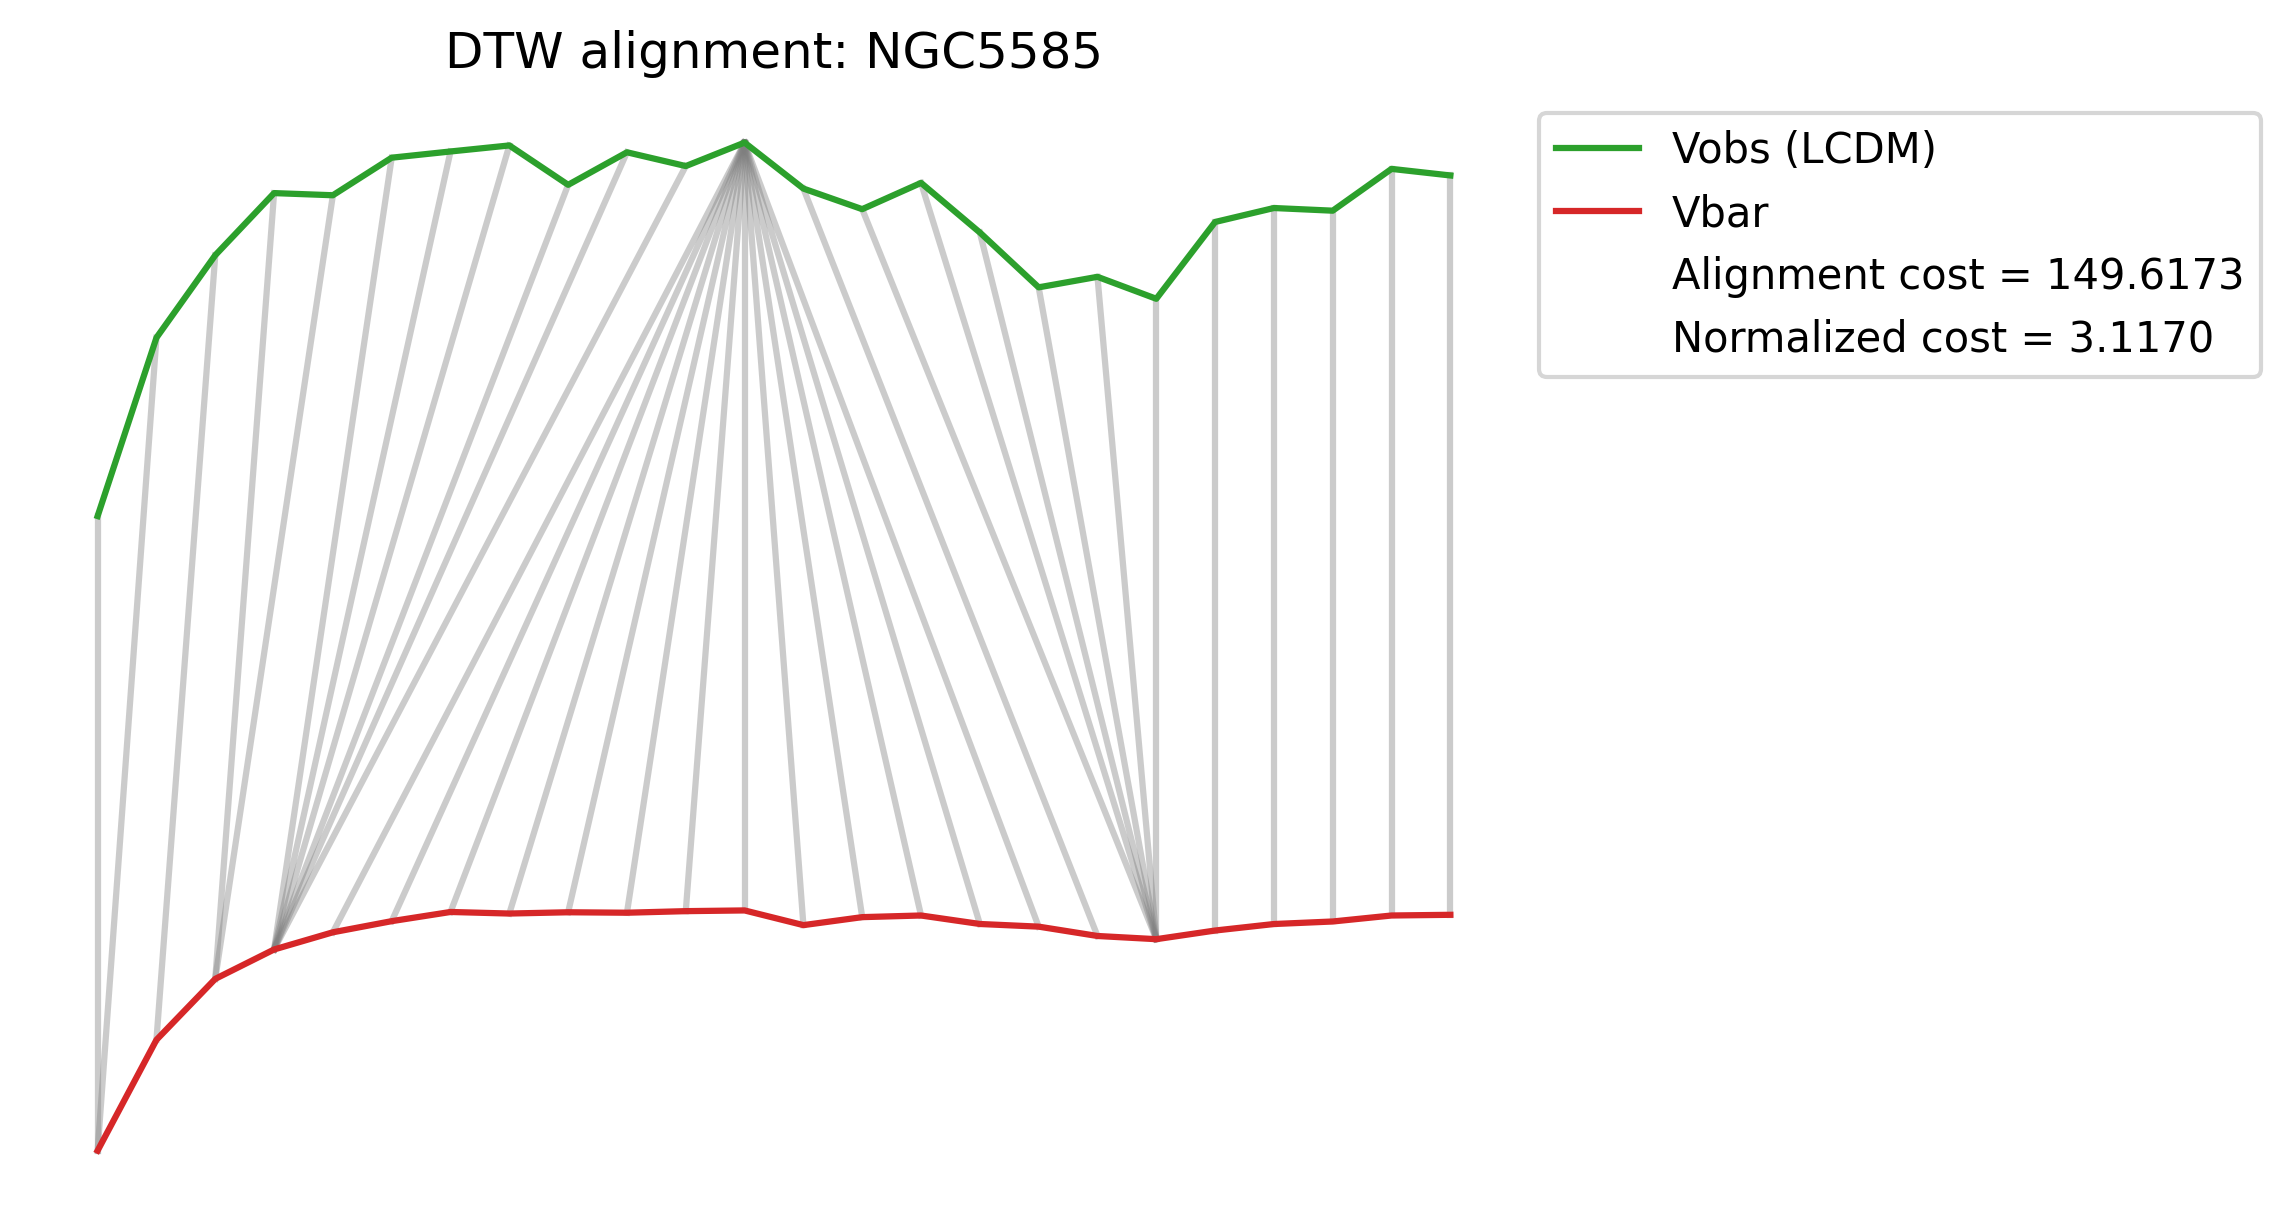 DTW alignment: NGC5585
Vobs (LCDM)
Vbar
Alignment cost = 149.6173
Normalized cost = 3.1170